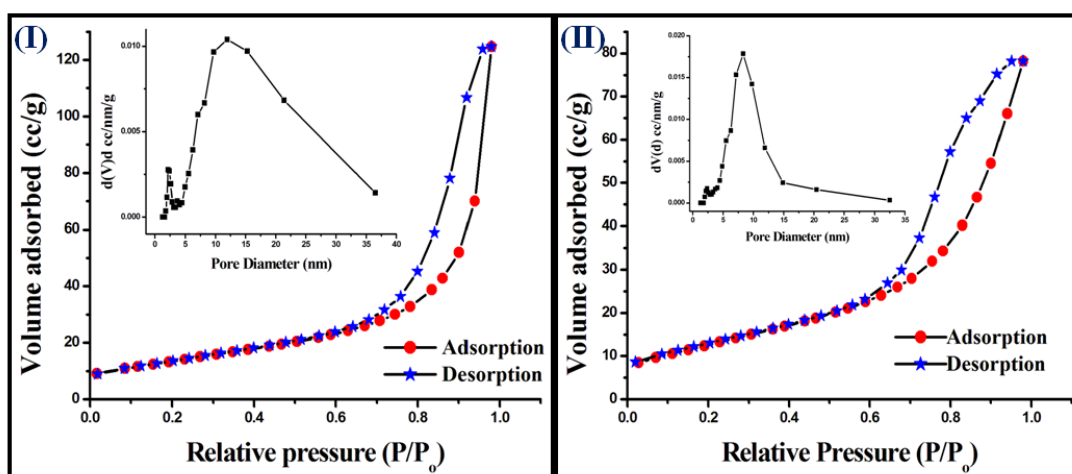 (I)
Volume adsorbed (cc/g)
120
100
80
60
40
20
0
0.0 0.2 0.4 0.6 0.8 1.0
Relative pressure (P/Po)
Adsorption
Desorption
d(V)d cc/nm/g
0.010
0.005
0.000
0 5 10 15 20 25 30 35 40
Pore Diameter (nm)
(II)
Volume adsorbed (cc/g)
80
70
60
50
40
30
20
10
0
0.0 0.2 0.4 0.6 0.8 1.0
Relative Pressure (P/Po)
Adsorption
Desorption
dV(d) cc/nm/g
0.020
0.015
0.010
0.005
0.000
0 5 10 15 20 25 30 35
Pore Diameter (nm)